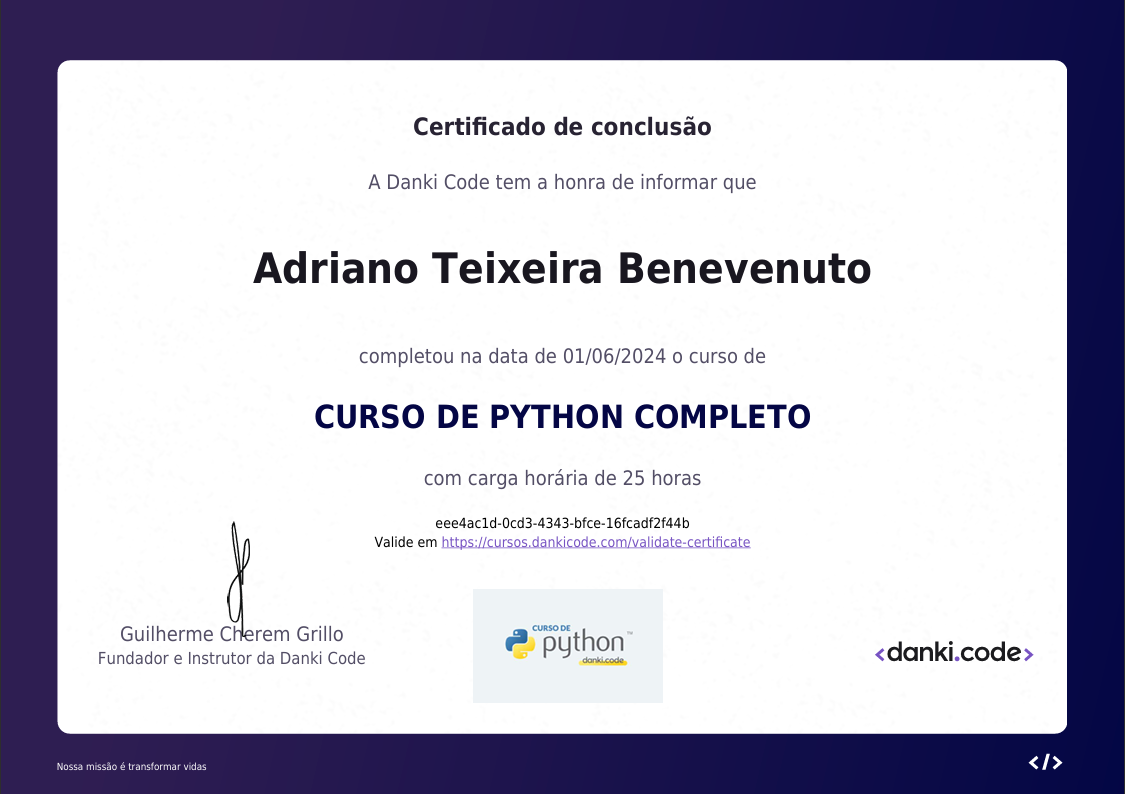 Certificado de conclusão
A Danki Code tem a honra de informar que
Adriano Teixeira Benevenuto
completou na data de 01/06/2024 o curso de
CURSO DE PYTHON COMPLETO
com carga horária de 25 horas
eee4ac1d-0cd3-4343-bfce-16fcadf2f44b
Valide em https://cursos.dankicode.com/validate-certificate
Guilherme Cherem Grillo
Fundador e Instrutor da Danki Code
CURSO DE
python™
danki.code
<danki.code>
Nossa missão é transformar vidas
</>